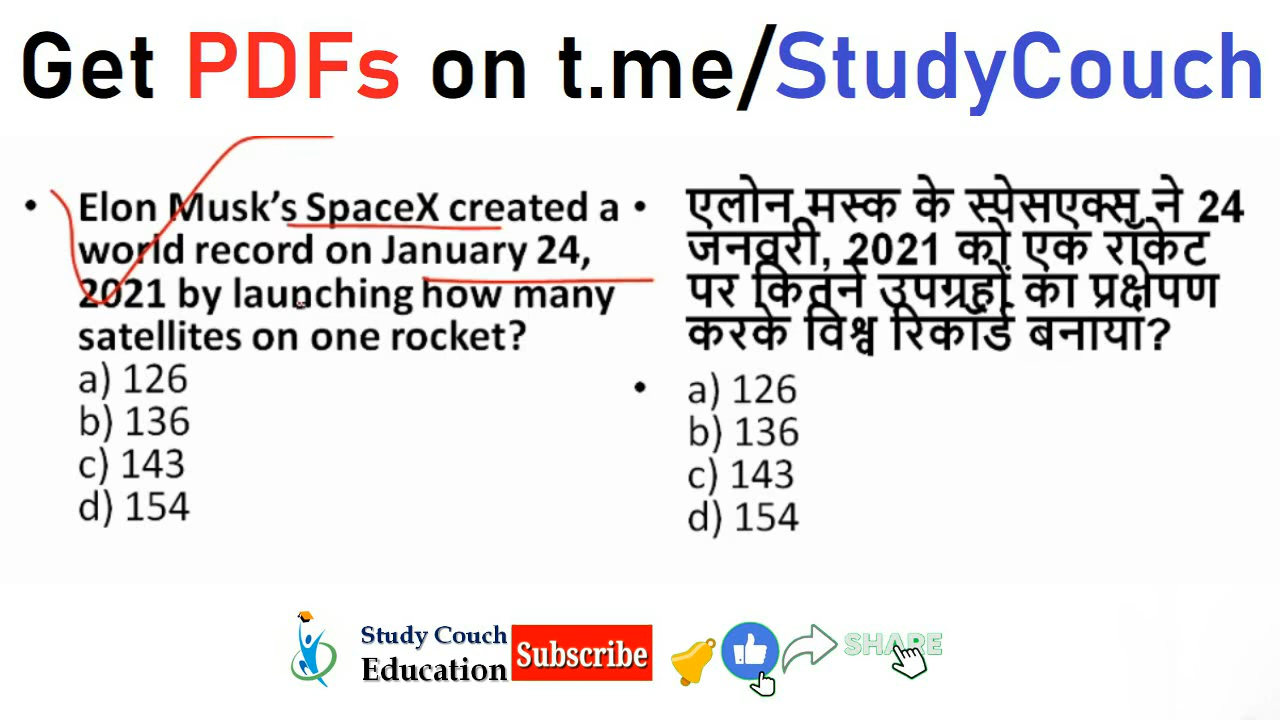 Get PDFs on t.me/StudyCouch
• Elon Musk's SpaceX created a
world record on January 24,
2021 by launching how many
satellites on one rocket?
a) 126
b) 136
c) 143
d) 154
• एलोन मस्क के स्पेसएक्स ने 24
जनवरी, 2021 को एक रॉकेट
पर कितने उपग्रहों का प्रक्षेपण
करके विश्व रिकॉर्ड बनाया?
• a) 126
b) 136
c) 143
d) 154
Study Couch
Education
Subscribe
SHARE